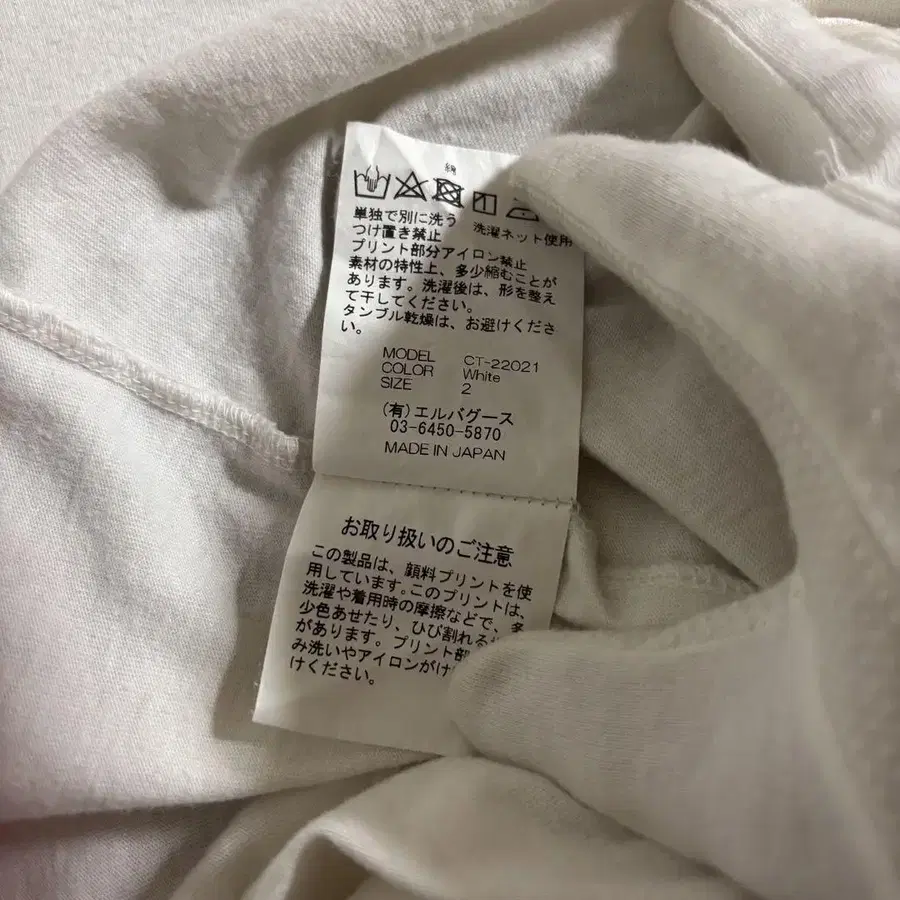 綿
単独で別に洗う 洗濯ネット使用
つけ置き禁止
プリント部分アイロン禁止
素材の特性上、多少縮むことが
あります。洗濯後は、形を整え
て干してください。
タンブル乾燥は、お避けくださ
い。
MODEL CT-22021
COLOR White
SIZE 2
(有)エルバグース
03-6450-5870
MADE IN JAPAN
お取り扱いのご注意
この製品は、顔料プリントを使
用しています。このプリントは、
洗濯や着用時の摩擦などで、多
少色あせたり、ひび割れる
があります。プリント部
み洗いやアイロンがけ
けください。